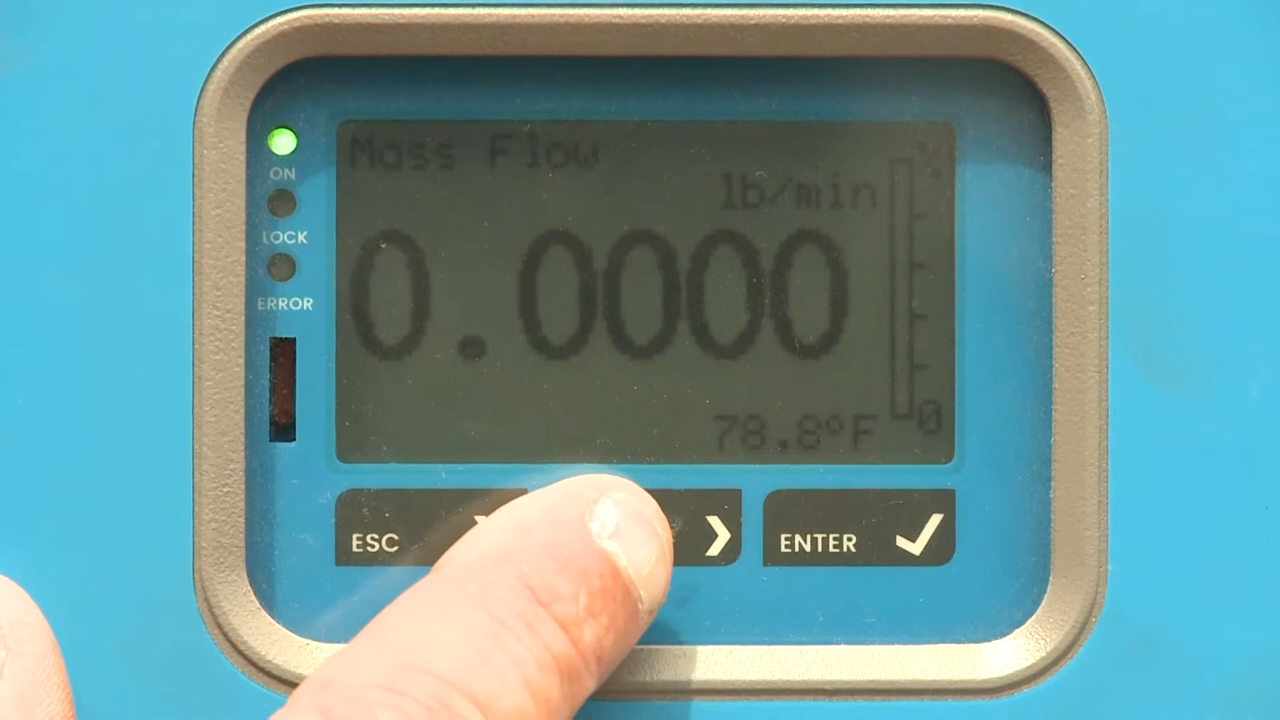 ON
LOCK
ERROR
Mass Flow
lb/min
0.0000
78.8°F
%
0
ESC
ENTER